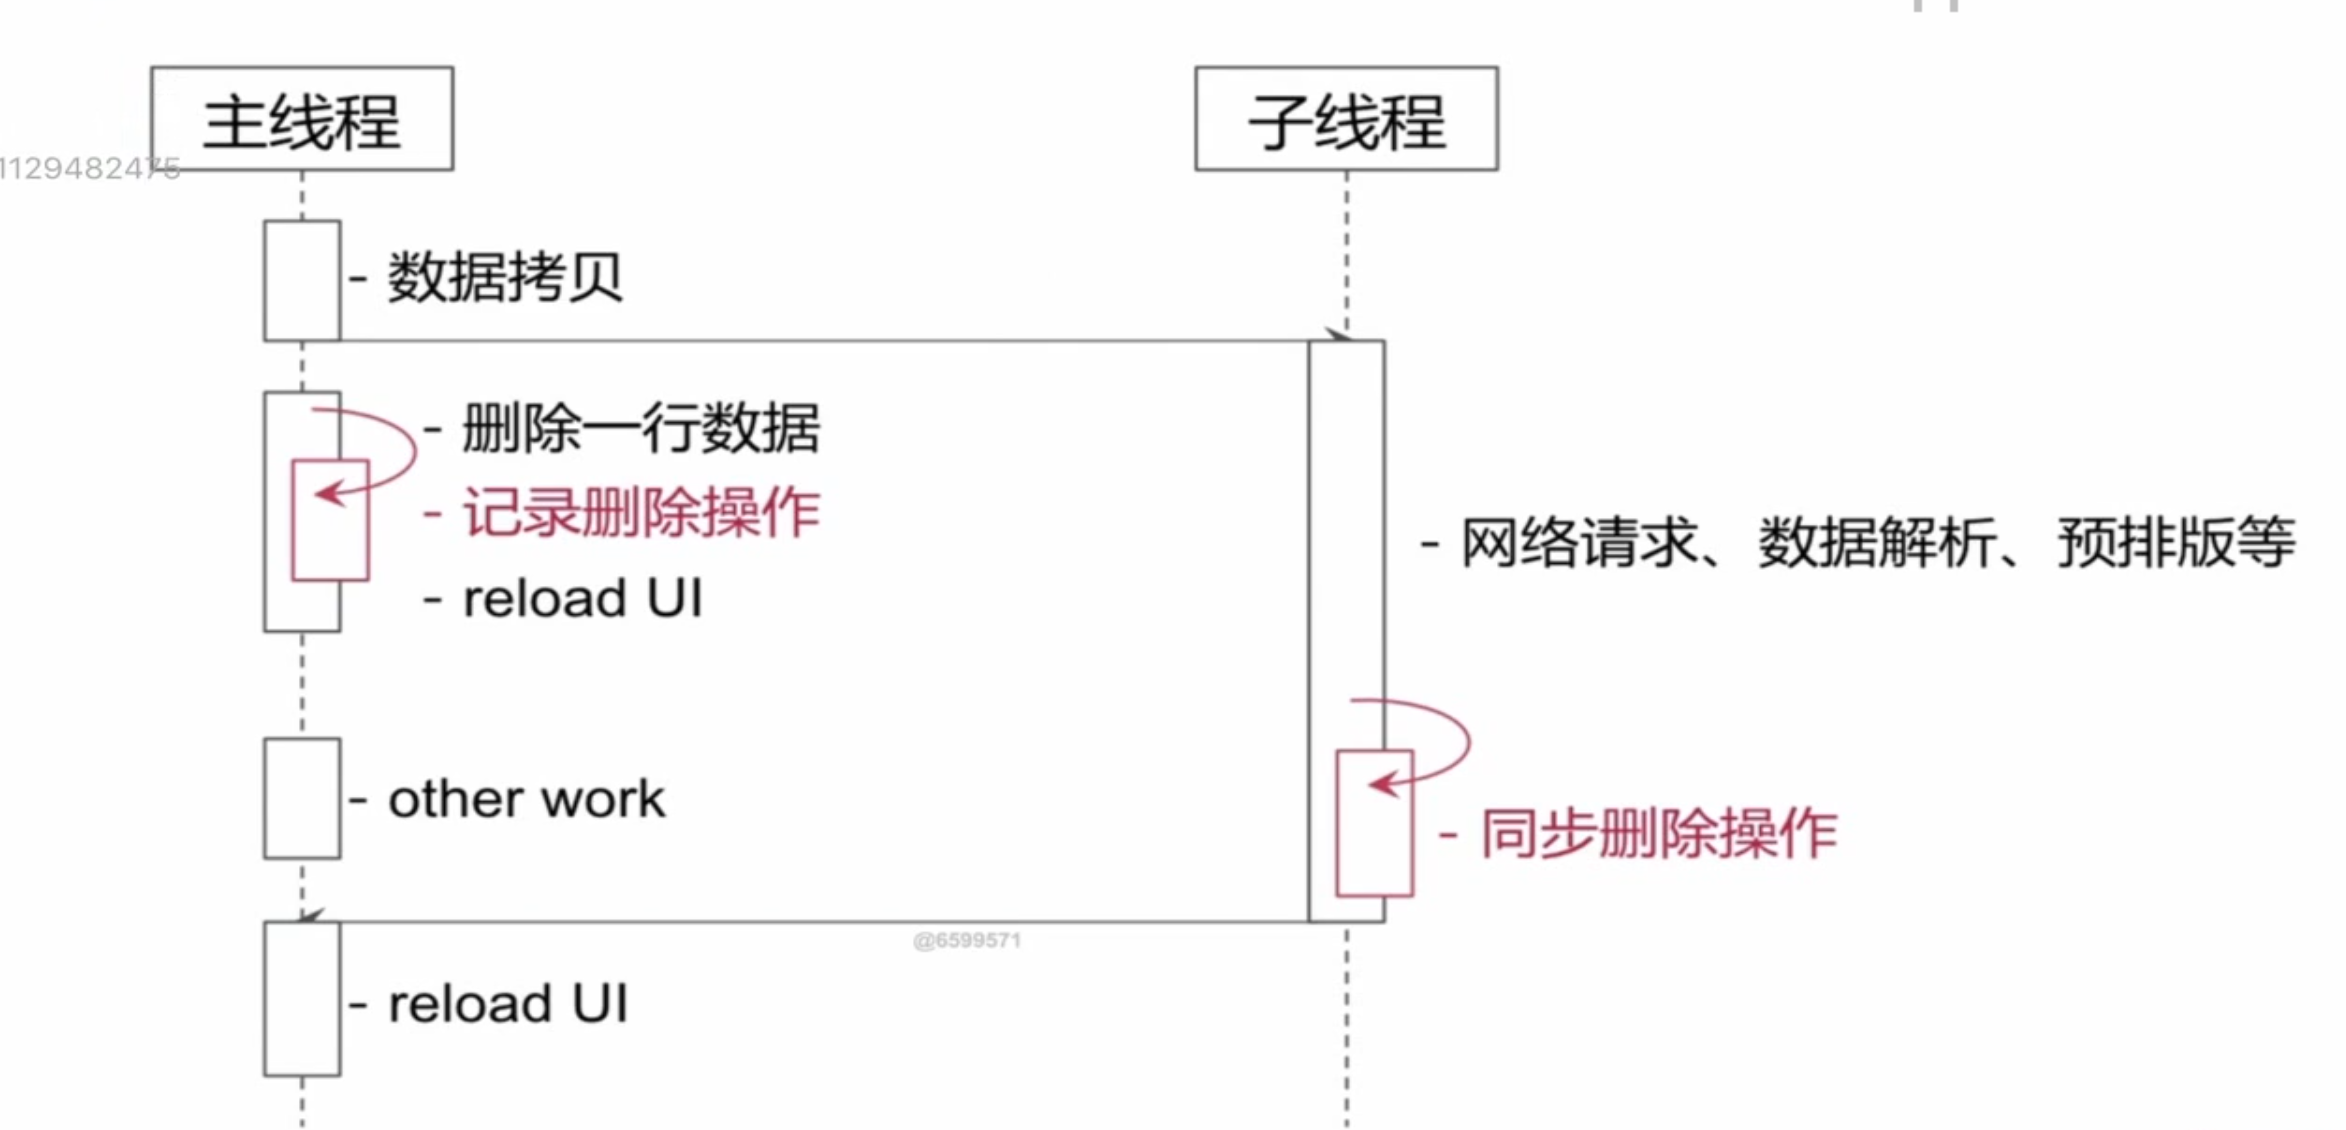 主线程
子线程
1129482475
- 数据拷贝
- 删除一行数据
- 记录删除操作
- reload UI
- 网络请求、数据解析、预排版等
- other work
- 同步删除操作
@6599571
- reload UI